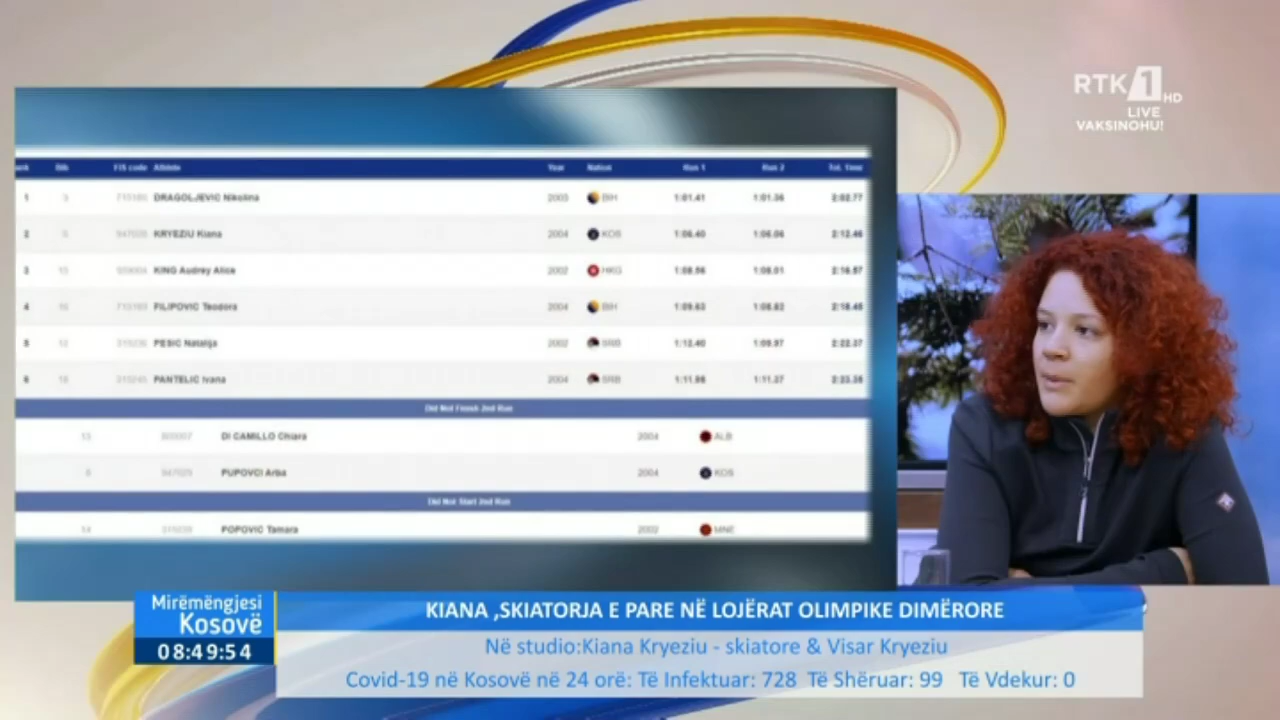 RTK 1 HD
LIVE
VAKSINOHU!
Bib FIS code Athlete Year Nation Run 1 Run 2 Tot. Time
1 DRAGOLJEVIC Nikolina 2003 BIH 1:01.41 1:01.36 2:02.77
2 KRYEZIU Kiana 2004 KOS 1:06.40 1:06.06 2:12.46
3 KING Audrey Alice 2002 HKG 1:08.56 1:08.01 2:16.57
4 FILIPOVIC Teodora 2004 BIH 1:09.63 1:08.82 2:18.45
5 PESIC Natalija 2002 SRB 1:12.40 1:09.97 2:22.37
6 PANTELIC Ivana 2004 SRB 1:11.98 1:11.37 2:23.35
Did Not Finish 2nd Run
DI CAMILLO Chiara 2004 ALB
PUPOVCI Arba 2004 KOS
Did Not Start 2nd Run
14 POPOVIC Tamara 2002 MNE
Mirëmëngjesi
Kosovë
08:49:54
KIANA ,SKIATORJA E PARE NË LOJËRAT OLIMPIKE DIMËRORE
Në studio:Kiana Kryeziu - skiatore & Visar Kryeziu
Covid-19 në Kosovë në 24 orë: Të Infektuar: 728 Të Shëruar: 99 Të Vdekur: 0